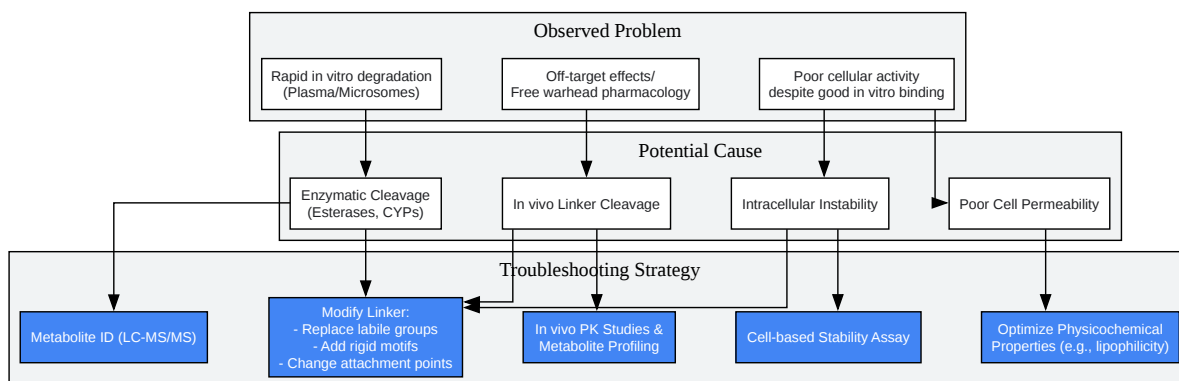 Observed Problem
Rapid in vitro degradation
(Plasma/Microsomes)
Off-target effects/
Free warhead pharmacology
Poor cellular activity
despite good in vitro binding
Potential Cause
Enzymatic Cleavage
(Esterases, CYPs)
In vivo Linker Cleavage
Intracellular Instability
Poor Cell Permeability
Troubleshooting Strategy
Metabolite ID (LC-MS/MS)
Modify Linker:
- Replace labile groups
- Add rigid motifs
- Change attachment points
In vivo PK Studies &
Metabolite Profiling
Cell-based Stability Assay
Optimize Physicochemical
Properties (e.g., lipophilicity)